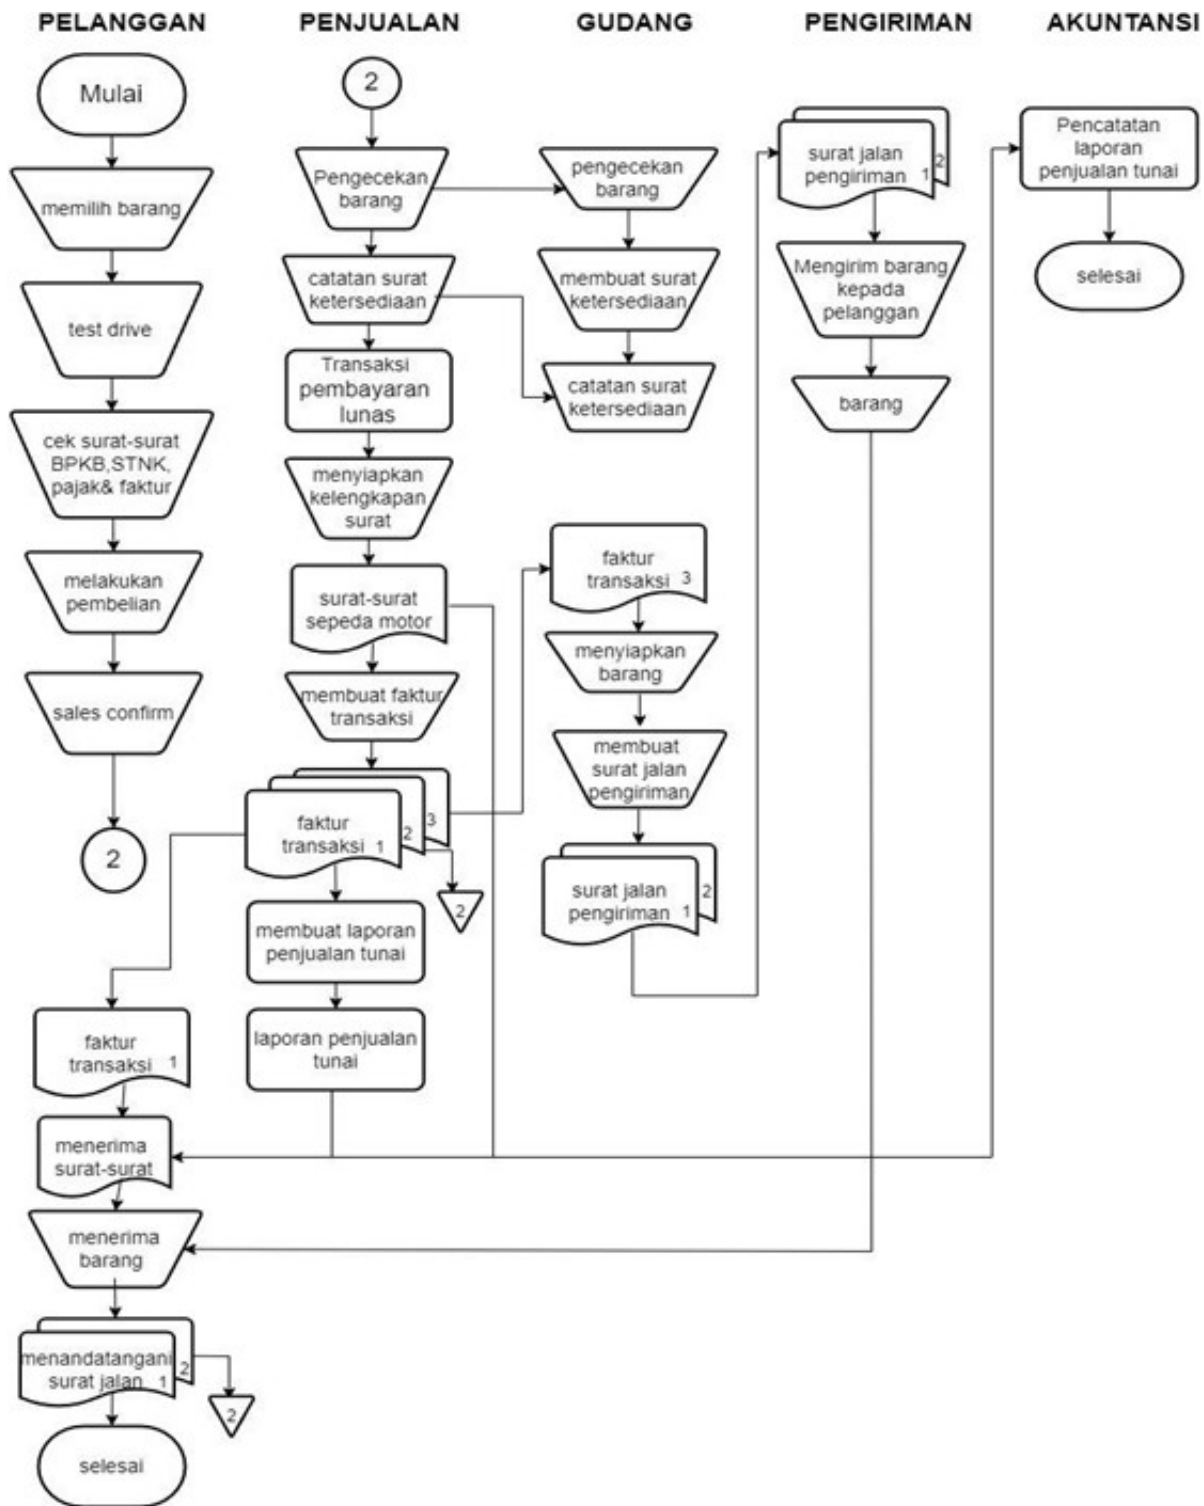 PELANGGAN
PENJUALAN
GUDANG
PENGIRIMAN
AKUNTANSI
Mulai
memilih barang
test drive
cek surat-surat
BPKB,STNK,
pajak& faktur
melakukan
pembelian
sales confirm
2
faktur
transaksi 1
menerima
surat-surat
menerima
barang
menandatangani
surat jalan 1
2
2
selesai
2
Pengecekan
barang
catatan surat
ketersediaan
Transaksi
pembayaran
lunas
menyiapkan
kelengkapan
surat
surat-surat
sepeda motor
membuat faktur
transaksi
faktur
transaksi 1
2
3
2
membuat laporan
penjualan tunai
laporan penjualan
tunai
pengecekan
barang
membuat surat
ketersediaan
catatan surat
ketersediaan
faktur
transaksi 3
menyiapkan
barang
membuat
surat jalan
pengiriman
surat jalan
pengiriman 1
2
surat jalan
pengiriman 1
2
Mengirim barang
kepada
pelanggan
barang
Pencatatan
laporan
penjualan tunai
selesai